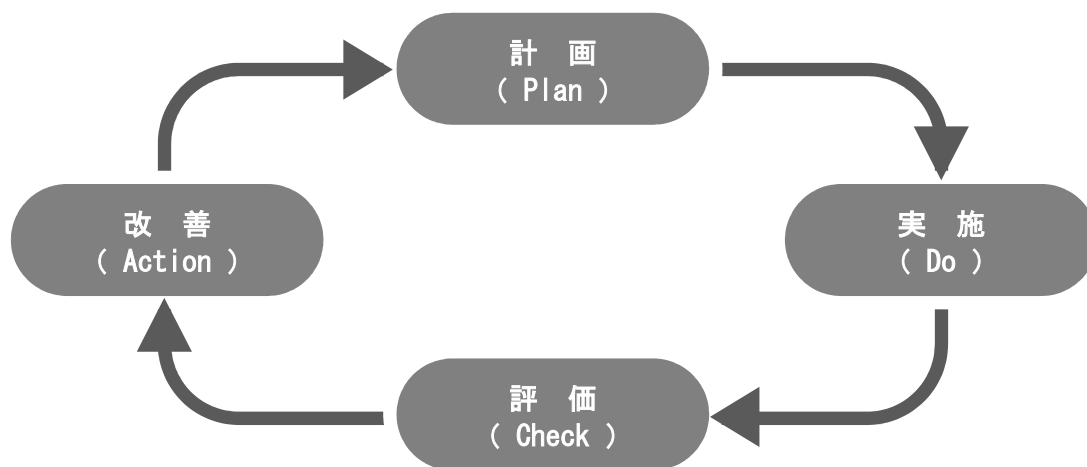 計　画
( Plan )
実　施
( Do )
評　価
( Check )
改　善
( Action )